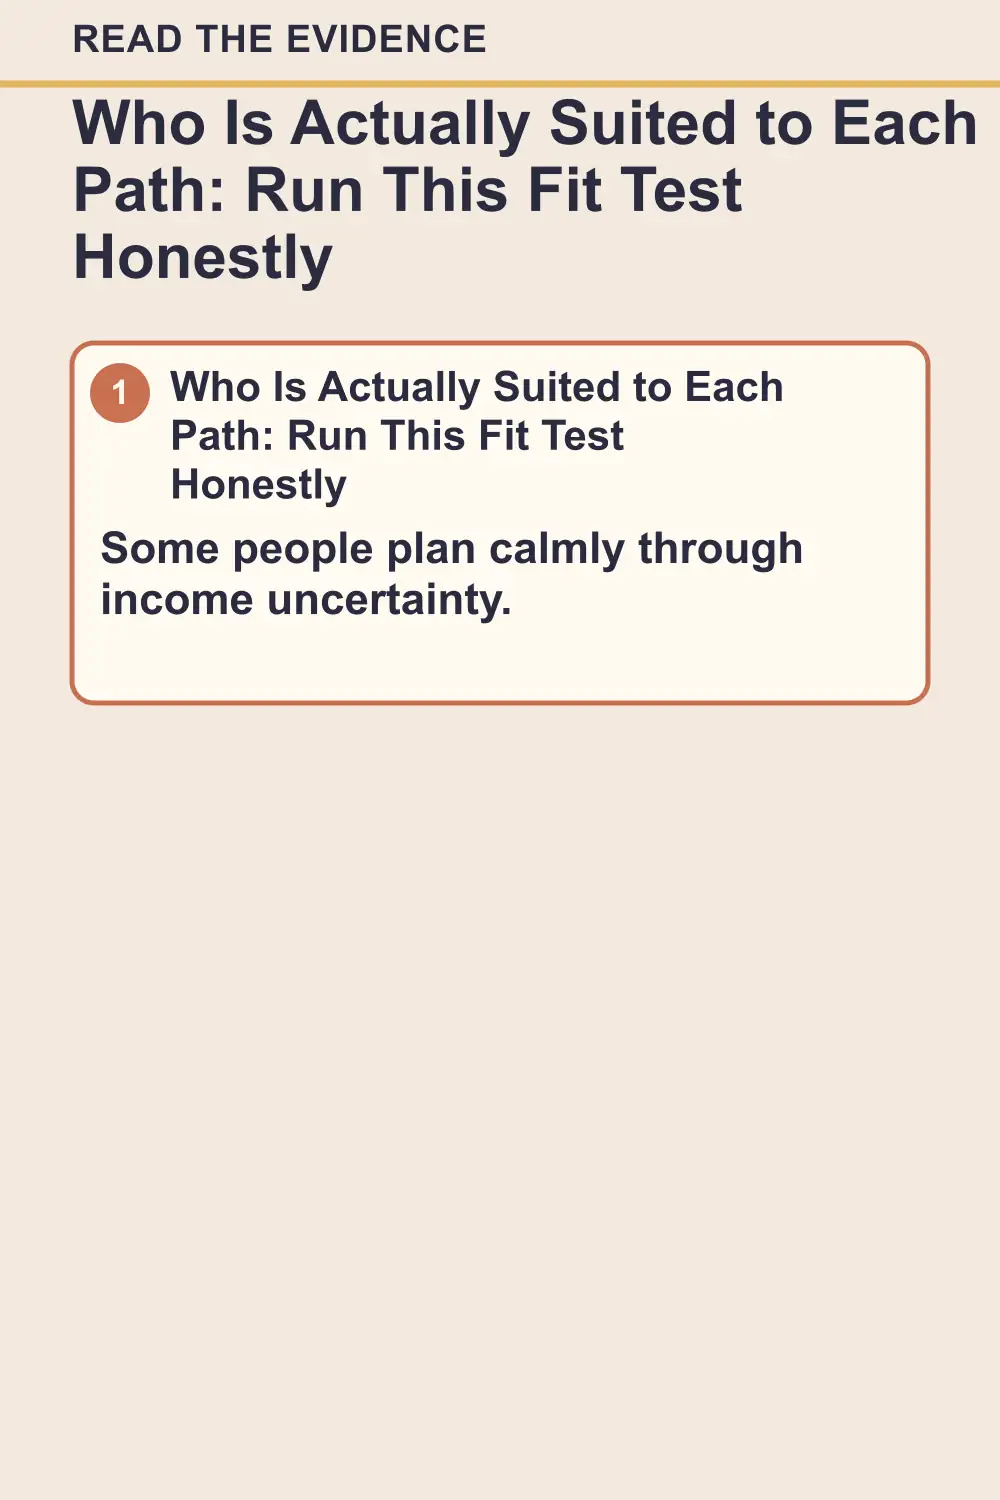 READ THE EVIDENCE
Who Is Actually Suited to Each
Path: Run This Fit Test
Honestly
1
Who Is Actually Suited to Each
Path: Run This Fit Test
Honestly
Some people plan calmly through
income uncertainty.